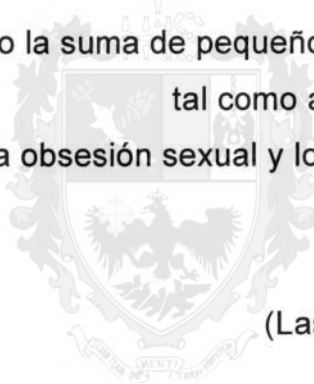 o la suma de pequeño
tal como a
a obsesión sexual y lo
(Las